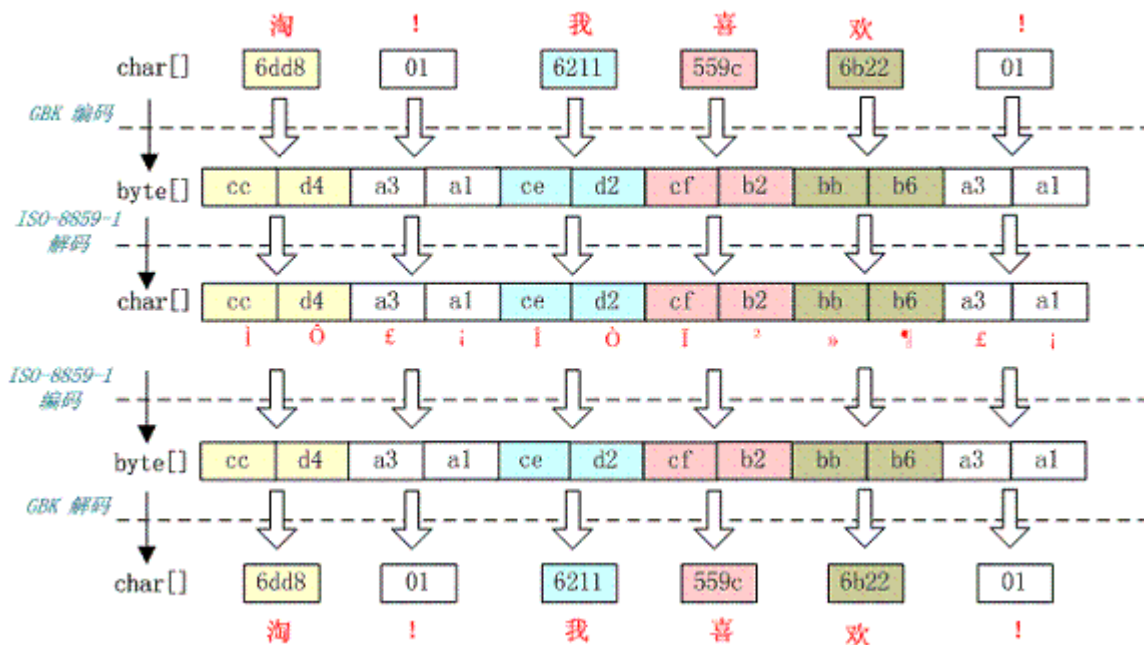 淘 ! 我 喜 欢 !
char[] 6dd8 01 6211 559c 6b22 01
GBK 编码
byte[] cc d4 a3 a1 ce d2 cf b2 bb b6 a3 a1
ISO-8859-1
解码
char[] cc d4 a3 a1 ce d2 cf b2 bb b6 a3 a1
Ì Ô £ ¡ Î Ò Ï ² » ¶ £ ¡
ISO-8859-1
编码
byte[] cc d4 a3 a1 ce d2 cf b2 bb b6 a3 a1
GBK 解码
char[] 6dd8 01 6211 559c 6b22 01
淘 ! 我 喜 欢 !